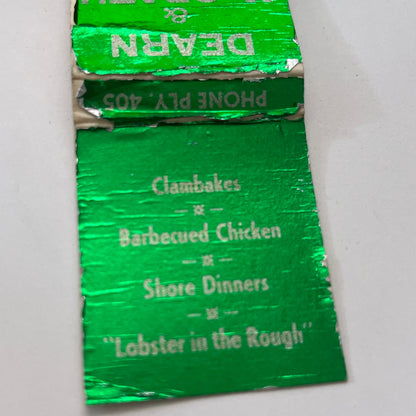 DEARN
&
PHONE PLY. 405
Clambakes
Barbecued Chicken
Shore Dinners
"Lobster in the Rough"